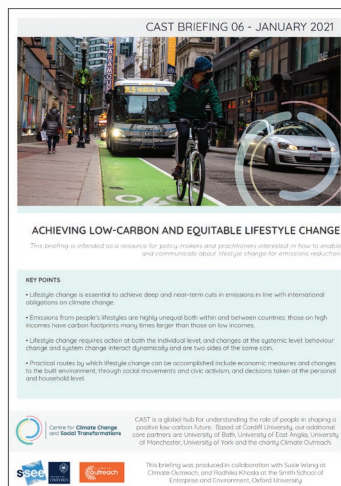 CAST BRIEFING 06 - JANUARY 2021
PARAMOUNT
ACHIEVING LOW-CARBON AND EQUITABLE LIFESTYLE CHANGE
This briefing is intended as a resource for policy-makers and practitioners interested in how to enable
and communicate about lifestyle change for emissions reduction
KEY POINTS
• Lifestyle change is essential to achieve deep and near-term cuts in emissions in line with international
obligations on climate change.
• Emissions from people's lifestyles are highly unequal both within and between countries; those on high
incomes have carbon footprints many times larger than those on low incomes.
• Lifestyle change requires action at both the individual level, and changes at the systemic level: behaviour
change and system change interact dynamically and are two sides of the same coin.
• Practical routes by which lifestyle change can be accomplished include economic measures and changes
to the built environment, through social movements and civic activism, and decisions taken at the personal
and household level.
Centre for Climate Change
and Social Transformations
CAST is a global hub for understanding the role of people in shaping a
positive low-carbon future. Based at Cardiff University, our additional
core partners are University of Bath, University of East Anglia, University
of Manchester, University of York and the charity Climate Outreach.
ssee
OXFORD
outreach
This briefing was produced in collaboration with Susie Wang at
Climate Outreach, and Radhika Khosla at the Smith School of
Enterprise and Environment, Oxford University